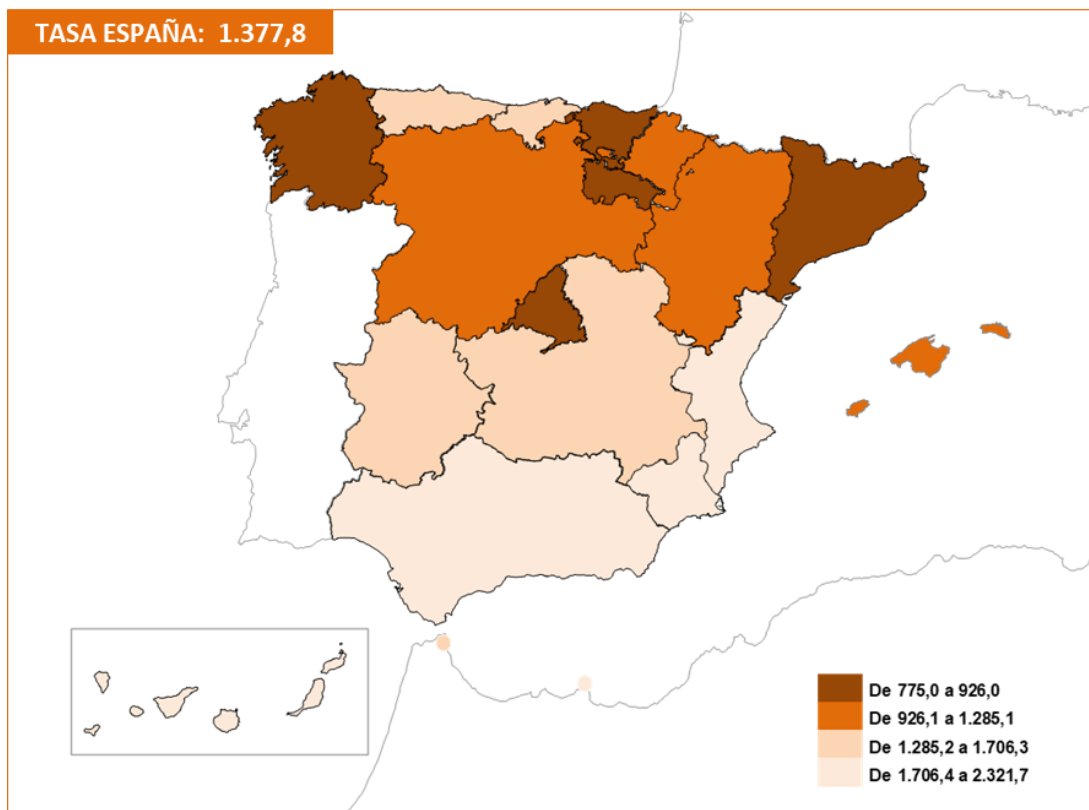 TASA ESPAÑA: 1.377,8
De 775,0 a 926,0
De 926,1 a 1.285,1
De 1.285,2 a 1.706,3
De 1.706,4 a 2.321,7